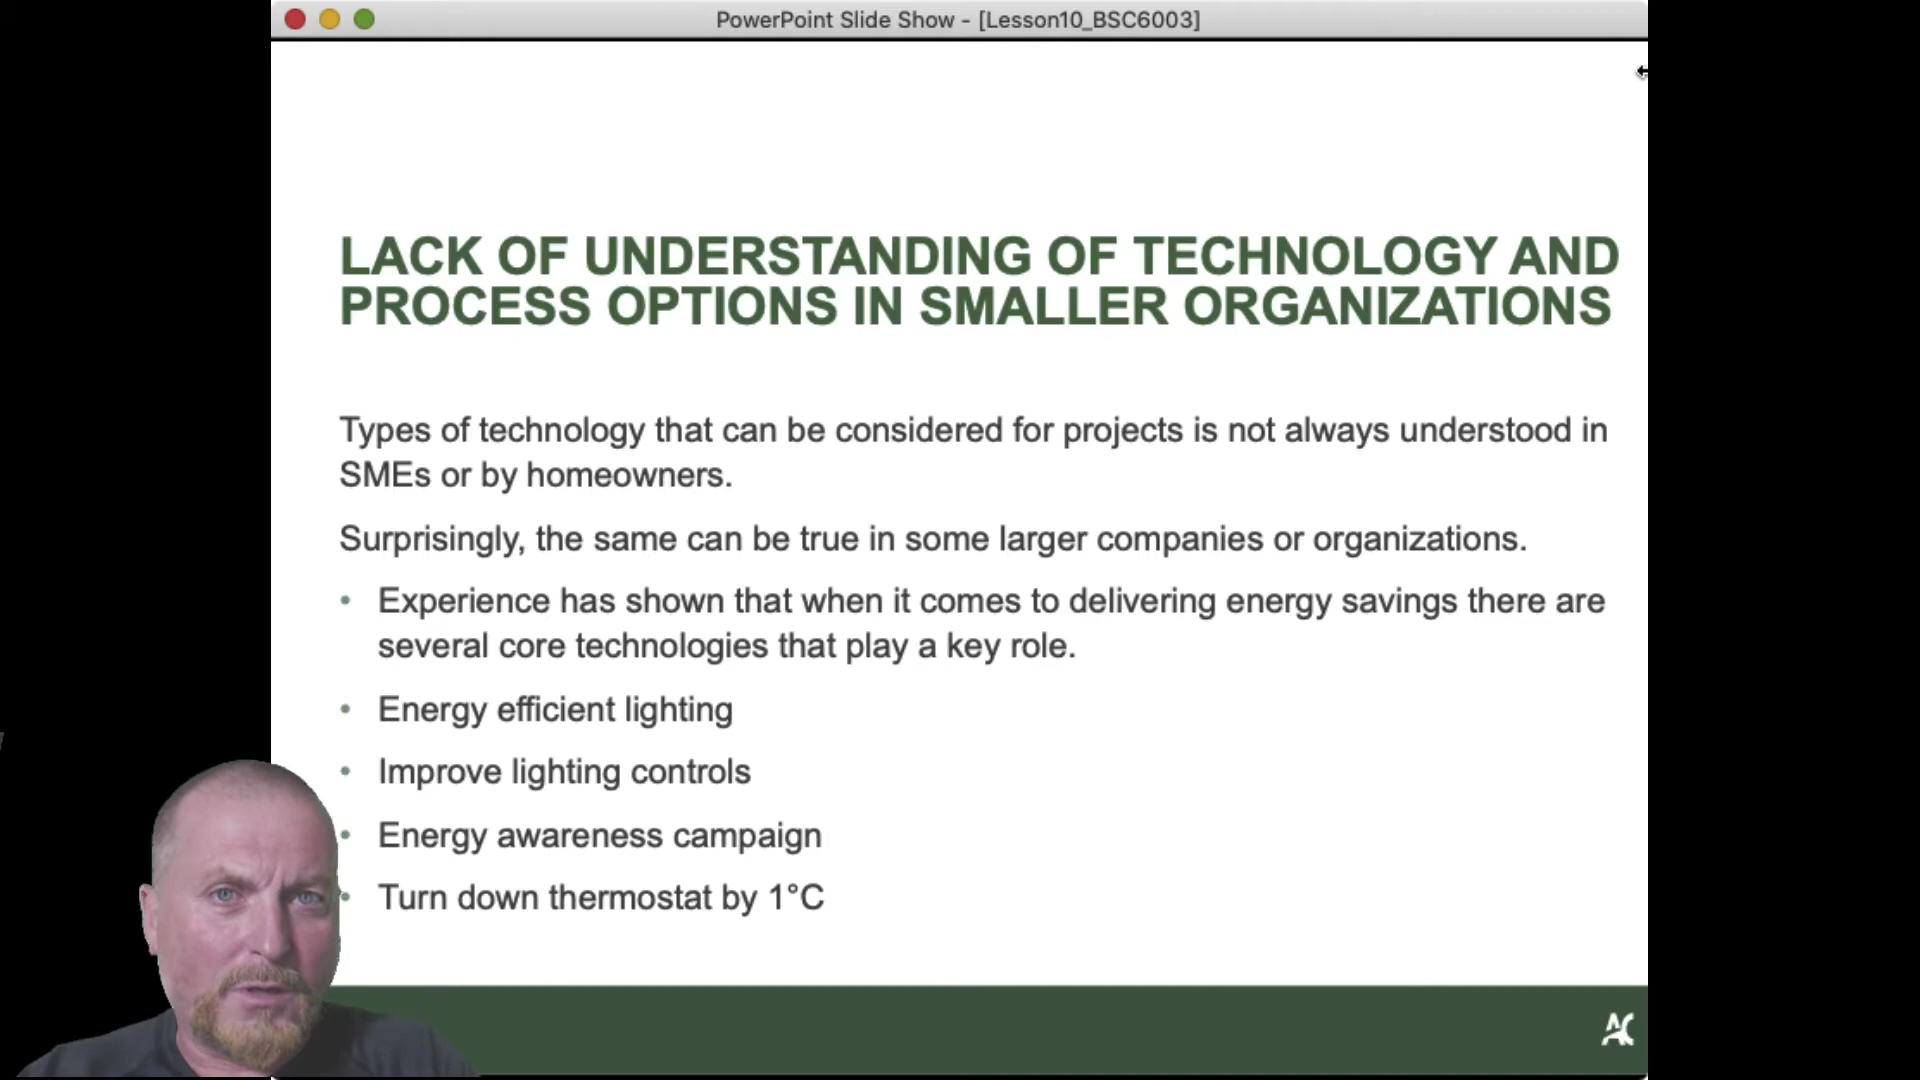 PowerPoint Slide Show - [Lesson10_BSC6003]
LACK OF UNDERSTANDING OF TECHNOLOGY AND
PROCESS OPTIONS IN SMALLER ORGANIZATIONS
Types of technology that can be considered for projects is not always understood in
SMEs or by homeowners.
Surprisingly, the same can be true in some larger companies or organizations.
• Experience has shown that when it comes to delivering energy savings there are
several core technologies that play a key role.
• Energy efficient lighting
• Improve lighting controls
• Energy awareness campaign
• Turn down thermostat by 1°C
AC